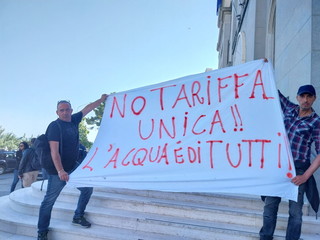 NO TARIFFA
UNICA!!
L'ACQUA É DI TUTTI!!